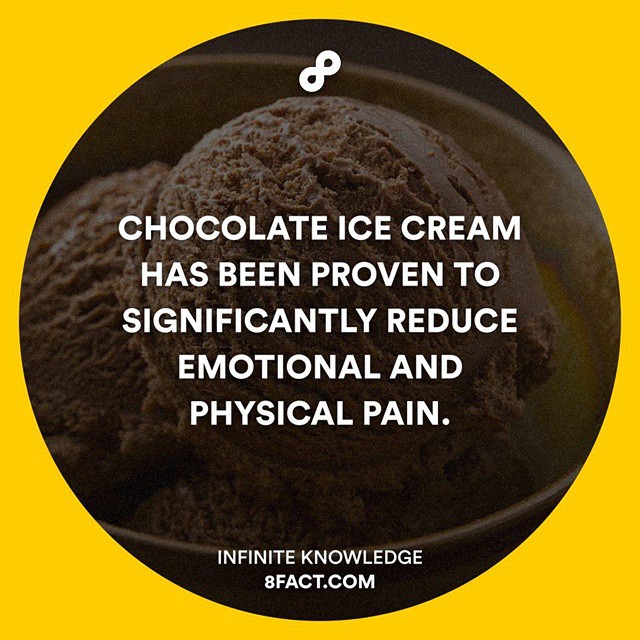 CHOCOLATE ICE CREAM
HAS BEEN PROVEN TO
SIGNIFICANTLY REDUCE
EMOTIONAL AND
PHYSICAL PAIN.
INFINITE KNOWLEDGE
8FACT.COM